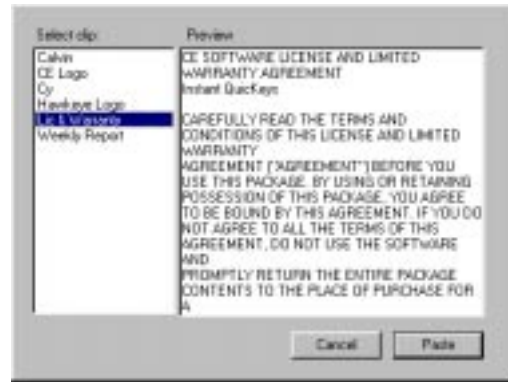 Select clip:
Preview
Calvin
CE Logo
Cy
Hawkeye Logo
Lic & Warranty
Weekly Report
CE SOFTWARE LICENSE AND LIMITED
WARRANTY AGREEMENT
Instant QuicKeys
CAREFULLY READ THE TERMS AND
CONDITIONS OF THIS LICENSE AND LIMITED
WARRANTY
AGREEMENT ("AGREEMENT") BEFORE YOU
USE THIS PACKAGE. BY USING OR RETAINING
POSSESSION OF THIS PACKAGE, YOU AGREE
TO BE BOUND BY THIS AGREEMENT. IF YOU DO
NOT AGREE TO ALL THE TERMS OF THIS
AGREEMENT, DO NOT USE THE SOFTWARE
AND
PROMPTLY RETURN THE ENTIRE PACKAGE
CONTENTS TO THE PLACE OF PURCHASE FOR
A
Cancel
Paste